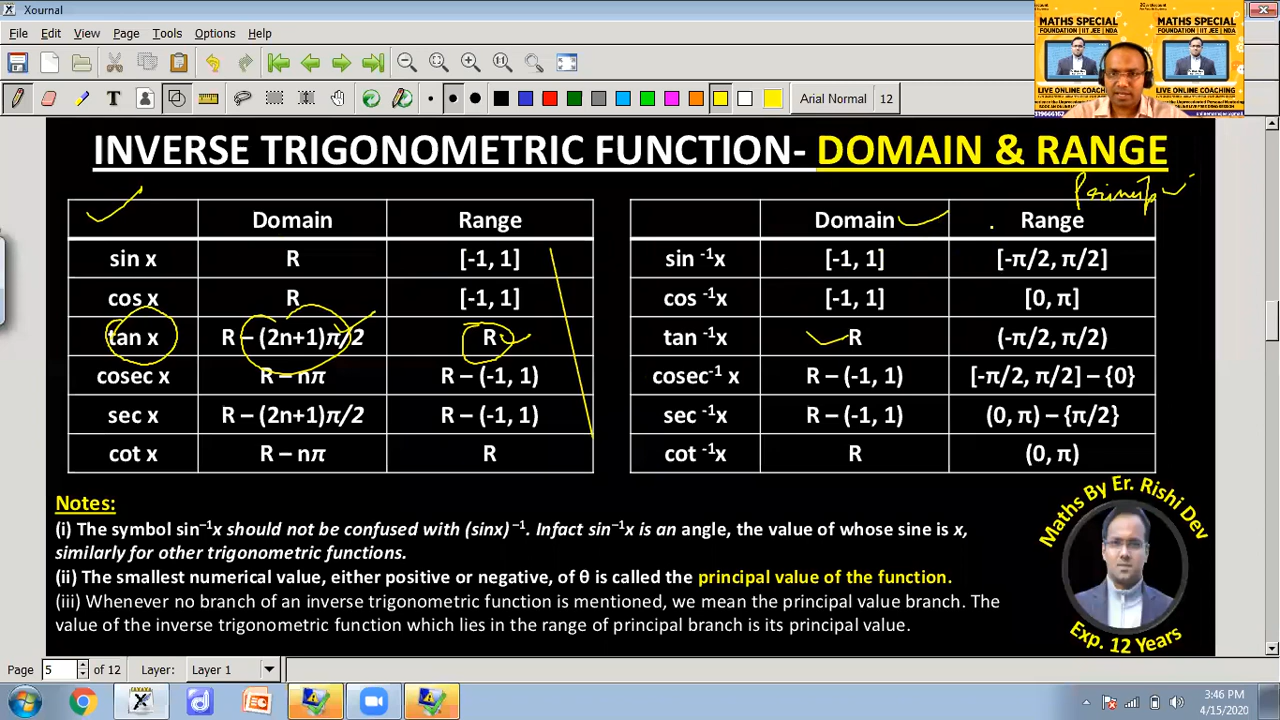 Xournal
File Edit View Page Tools Options Help
MATHS SPECIAL
FOUNDATION | IIT JEE | NDA
LIVE ONLINE COACHING
MATHS SPECIAL
FOUNDATION | IIT JEE | NDA
LIVE ONLINE COACHING
Arial Normal 12
INVERSE TRIGONOMETRIC FUNCTION- DOMAIN & RANGE
Domain Range
sin x R [-1, 1]
cos x R [-1, 1]
tan x R – (2n+1)π/2 R
cosec x R – nπ R – (-1, 1)
sec x R – (2n+1)π/2 R – (-1, 1)
cot x R – nπ R
Domain Range
sin ⁻¹x [-1, 1] [-π/2, π/2]
cos ⁻¹x [-1, 1] [0, π]
tan ⁻¹x R (-π/2, π/2)
cosec⁻¹ x R – (-1, 1) [-π/2, π/2] – {0}
sec ⁻¹x R – (-1, 1) (0, π) – {π/2}
cot ⁻¹x R (0, π)
Notes:
(i) The symbol sin⁻¹x should not be confused with (sinx) ⁻¹. Infact sin⁻¹x is an angle, the value of whose sine is x,
similarly for other trigonometric functions.
(ii) The smallest numerical value, either positive or negative, of θ is called the principal value of the function.
(iii) Whenever no branch of an inverse trigonometric function is mentioned, we mean the principal value branch. The
value of the inverse trigonometric function which lies in the range of principal branch is its principal value.
Maths By Er. Rishi Dev
Exp. 12 Years
Page 5 of 12 Layer: Layer 1
3:46 PM
4/15/2020